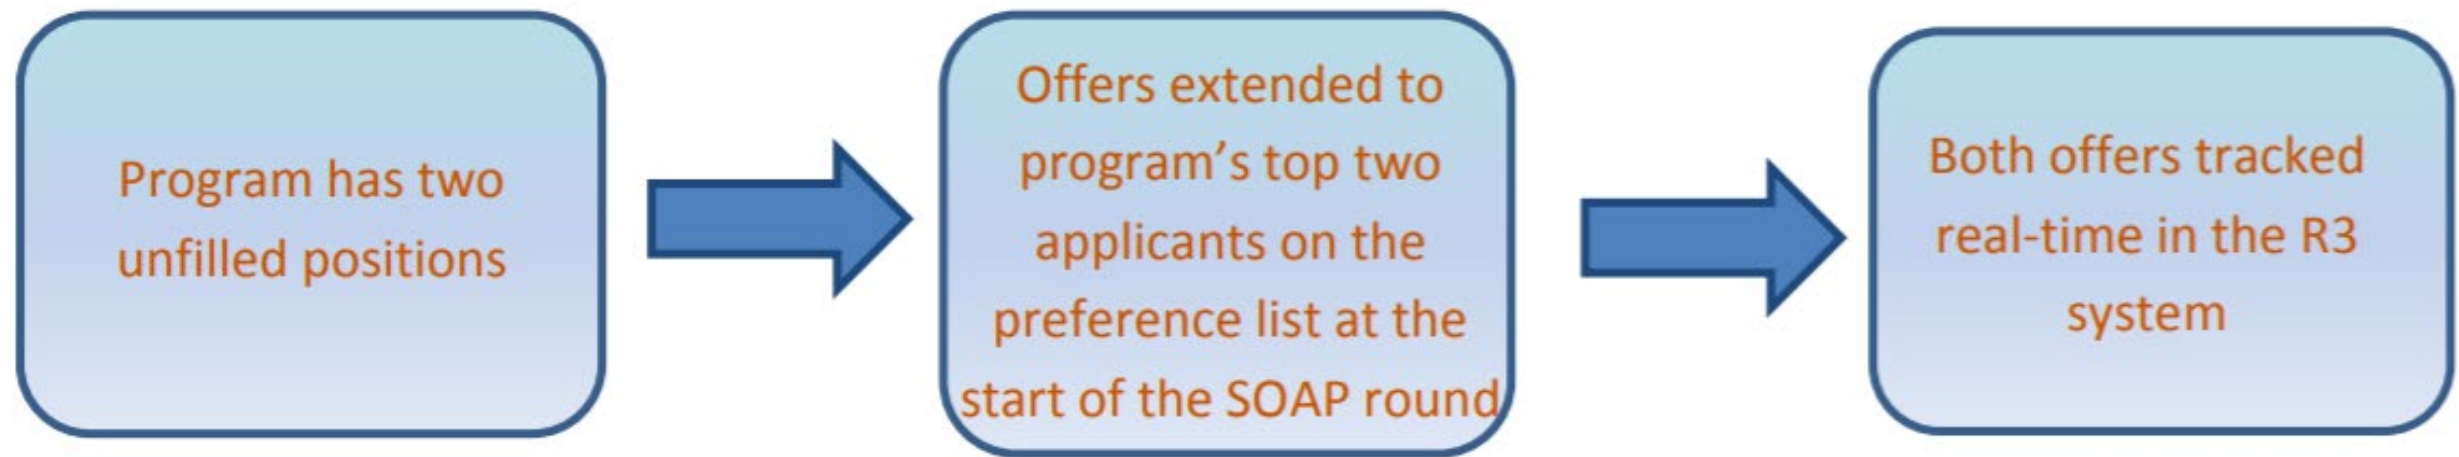 Program has two
unfilled positions
Offers extended to
program’s top two
applicants on the
preference list at the
start of the SOAP round
Both offers tracked
real-time in the R3
system